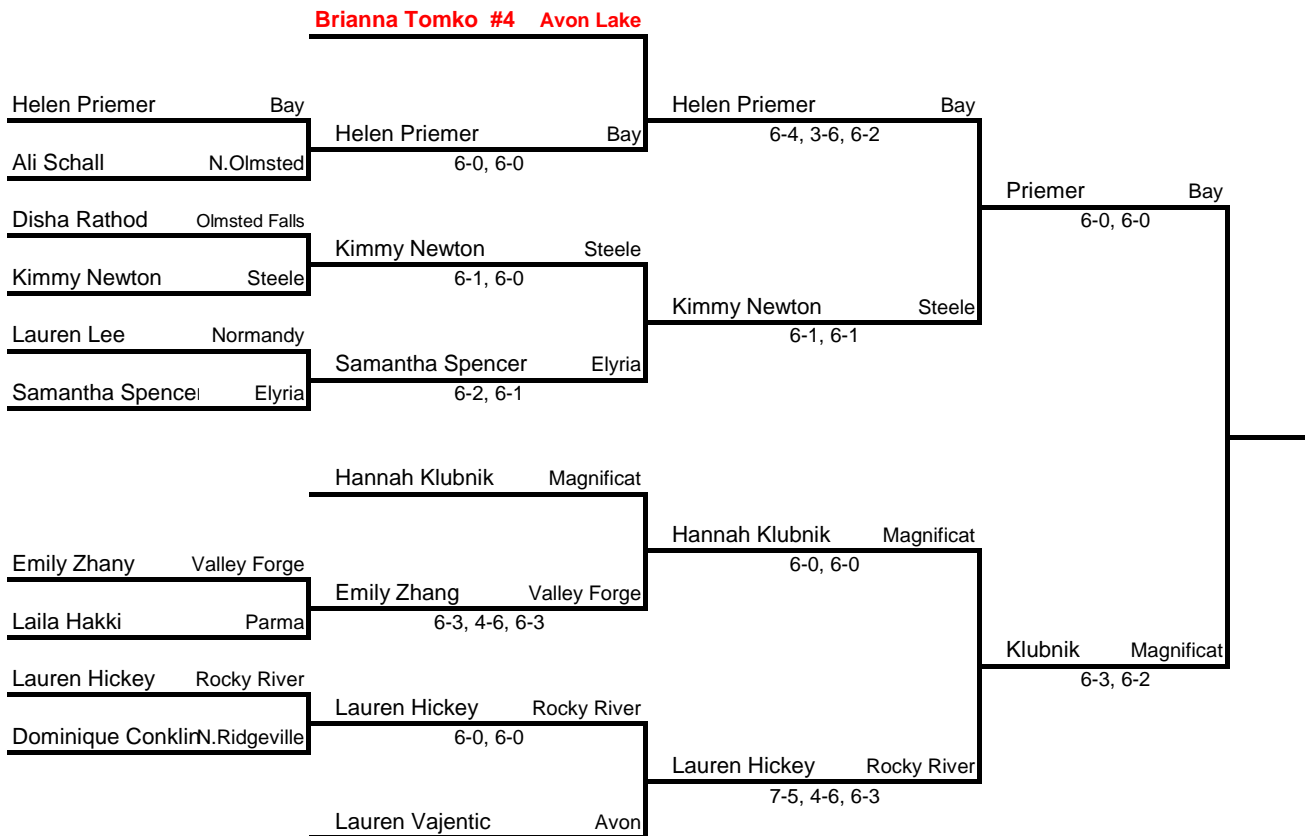 Brianna Tomko #4 Avon Lake
Helen Priemer Bay
Helen Priemer Bay
Helen Priemer Bay
6-4, 3-6, 6-2
Ali Schall N.Olmsted
6-0, 6-0
Priemer Bay
6-0, 6-0
Disha Rathod Olmsted Falls
Kimmy Newton Steele
Kimmy Newton Steele
6-1, 6-0
Kimmy Newton Steele
6-1, 6-1
Lauren Lee Normandy
Samantha Spencer Elyria
Samantha Spencer Elyria
6-2, 6-1
Hannah Klubnik Magnificat
Hannah Klubnik Magnificat
6-0, 6-0
Emily Zhany Valley Forge
Emily Zhang Valley Forge
Laila Hakki Parma
6-3, 4-6, 6-3
Klubnik Magnificat
6-3, 6-2
Lauren Hickey Rocky River
Lauren Hickey Rocky River
Dominique Conklin N.Ridgeville
6-0, 6-0
Lauren Hickey Rocky River
7-5, 4-6, 6-3
Lauren Vajentic Avon